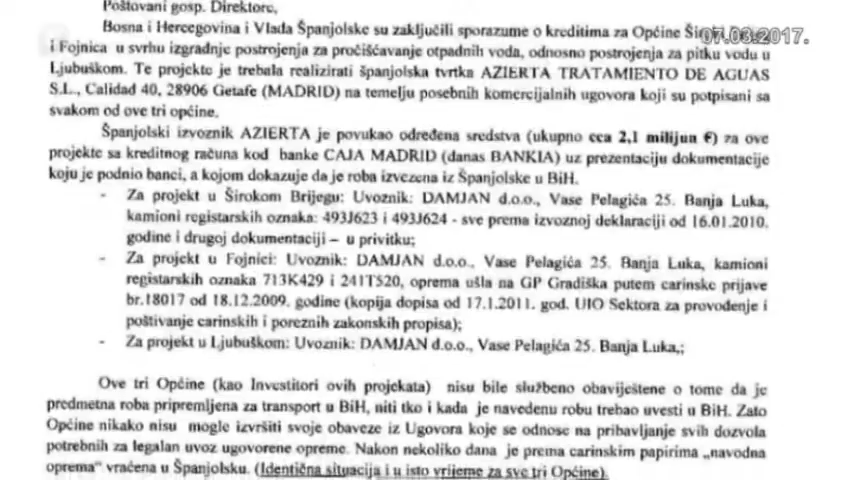 Poštovani gosp. Direktore,
07.03.2017.
Bosna i Hercegovina i Vlada Španjolske su zaključili sporazume o kreditima za Općine
i Fojnica u svrhu izgradnje postrojenja za pročišćavanje otpadnih voda, odnosno postrojenja za pitku vodu u
Ljubuškom. Te projekte je trebala realizirati španjolska tvrtka AZIERTA TRATAMIENTO DE AGUAS
S.L., Calidad 40, 28906 Getafe (MADRID) na temelju posebnih komercijalnih ugovora koji su potpisani sa
svakom od ove tri općine.
Španjolski izvoznik AZIERTA je povukao određena sredstva (ukupno cca 2,1 milijun €) za ove
projekte sa kreditnog računa kod banke CAJA MADRID (danas BANKIA) uz prezentaciju dokumentacije
koju je podnio banci, a kojom dokazuje da je roba izvezena iz Španjolske u BiH.
- Za projekt u Širokom Brijegu: Uvoznik: DAMJAN d.o.o., Vase Pelagića 25. Banja Luka,
kamioni registarskih oznaka: 493J623 i 493J624 - sve prema izvoznoj deklaraciji od 16.01.2010.
godine i drugoj dokumentaciji – u privitku;
- Za projekt u Fojnici: Uvoznik: DAMJAN d.o.o., Vase Pelagića 25. Banja Luka, kamioni
registarskih oznaka 713K429 i 241T520, oprema ušla na GP Gradiška putem carinske prijave
br.18017 od 18.12.2009. godine (kopija dopisa od 17.1.2011. god. UIO Sektora za provođenje i
poštivanje carinskih i poreznih zakonskih propisa);
- Za projekt u Ljubuškom: Uvoznik: DAMJAN d.o.o., Vase Pelagića 25. Banja Luka,;
Ove tri Općine (kao Investitori ovih projekata) nisu bile službeno obaviještene o tome da je
predmetna roba pripremljena za transport u BiH, niti tko i kada je navedenu robu trebao uvesti u BiH. Zato
Općine nikako nisu mogle izvršiti svoje obaveze iz Ugovora koje se odnose na pribavljanje svih dozvola
potrebnih za legalan uvoz ugovorene opreme. Nakon nekoliko dana je prema carinskim papirima „navodna
oprema" vraćena u Španjolsku. (Identična situacija i u isto vrijeme za sve tri Općine).